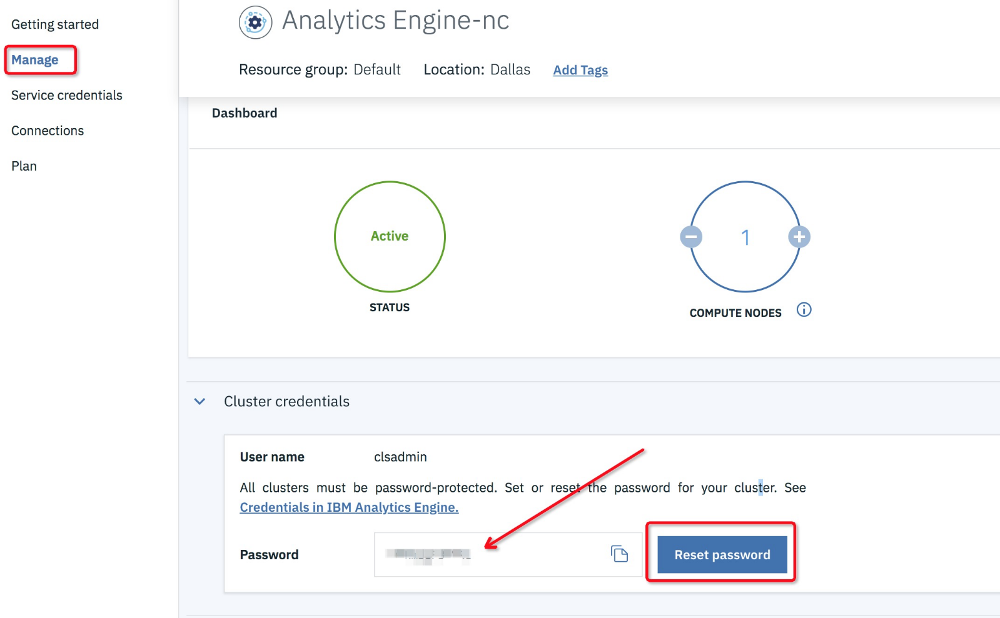 Getting started
Manage
Service credentials
Connections
Plan
Analytics Engine-nc
Resource group: Default Location: Dallas Add Tags
Dashboard
Active
STATUS
1
COMPUTE NODES
Cluster credentials
User name clsadmin
All clusters must be password-protected. Set or reset the password for your cluster. See
Credentials in IBM Analytics Engine.
Password
Reset password